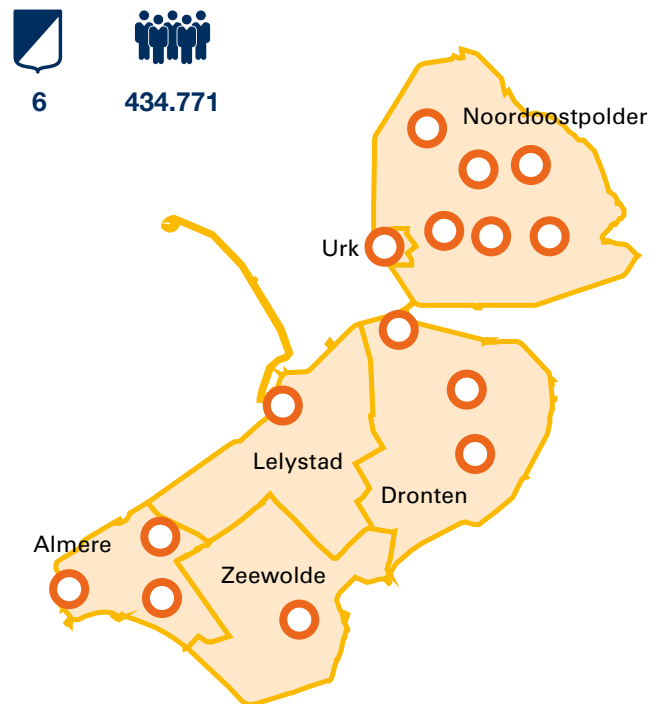 6
434.771
Noordoostpolder
Urk
Lelystad
Dronten
Almere
Zeewolde